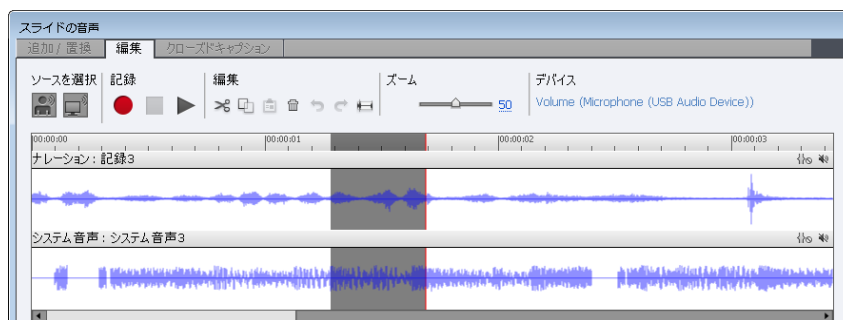 スライドの音声
追加 / 置換 編集 クローズドキャプション
ソースを選択 記録 編集 ズーム デバイス
50 Volume (Microphone (USB Audio Device))
00:00:00 00:00:01 00:00:02 00:00:03
ナレーション : 記録3
システム音声 : システム音声3